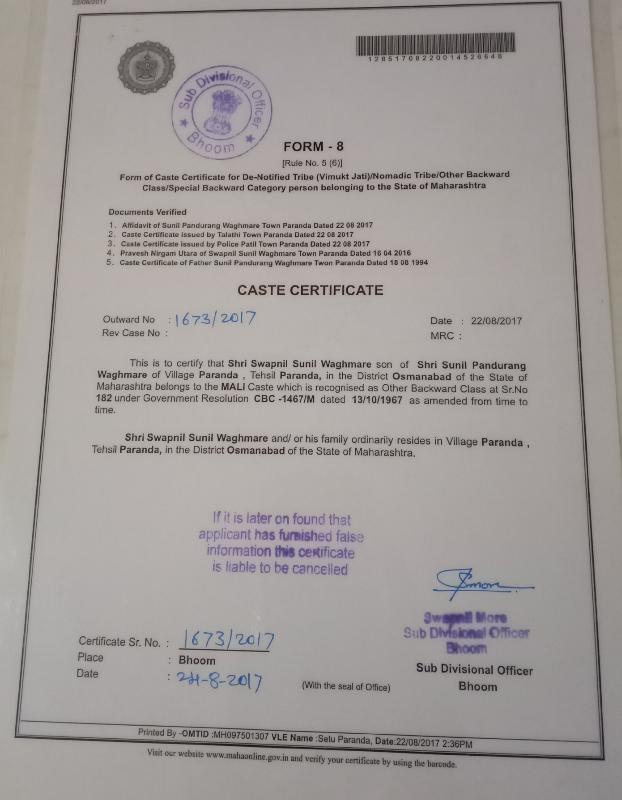 22/08/2017
12851708220014526648
Sub Divisional Officer
Bhoom
FORM - 8
[Rule No. 5 (6)]
Form of Caste Certificate for De-Notified Tribe (Vimukt Jati)/Nomadic Tribe/Other Backward
Class/Special Backward Category person belonging to the State of Maharashtra
Documents Verified
1. Affidavit of Sunil Pandurang Waghmare Town Paranda Dated 22 08 2017
2. Caste Certificate issued by Talathi Town Paranda Dated 22 08 2017
3. Caste Certificate issued by Police Patil Town Paranda Dated 22 08 2017
4. Pravesh Nirgam Utara of Swapnil Sunil Waghmare Town Paranda Dated 16 04 2016
5. Caste Certificate of Father Sunil Pandurang Waghmare Twon Paranda Dated 18 08 1994
CASTE CERTIFICATE
Outward No : 1673/2017
Date : 22/08/2017
Rev Case No :
MRC :
This is to certify that Shri Swapnil Sunil Waghmare son of Shri Sunil Pandurang
Waghmare of Village Paranda , Tehsil Paranda, in the District Osmanabad of the State of
Maharashtra belongs to the MALI Caste which is recognised as Other Backward Class at Sr.No
182 under Government Resolution CBC -1467/M dated 13/10/1967 as amended from time to
time.
Shri Swapnil Sunil Waghmare and/ or his family ordinarily resides in Village Paranda ,
Tehsil Paranda, in the District Osmanabad of the State of Maharashtra.
If it is later on found that
applicant has furnished false
information this certificate
is liable to be cancelled
Swapnil More
Sub Divisional Officer
Bhoom
Certificate Sr. No. : 1673/2017
Place : Bhoom
Date : 24-8-2017
(With the seal of Office)
Sub Divisional Officer
Bhoom
Printed By -OMTID :MH097501307 VLE Name :Setu Paranda, Date:22/08/2017 2:36PM
Visit our website www.mahaonline.gov.in and verify your certificate by using the barcode.